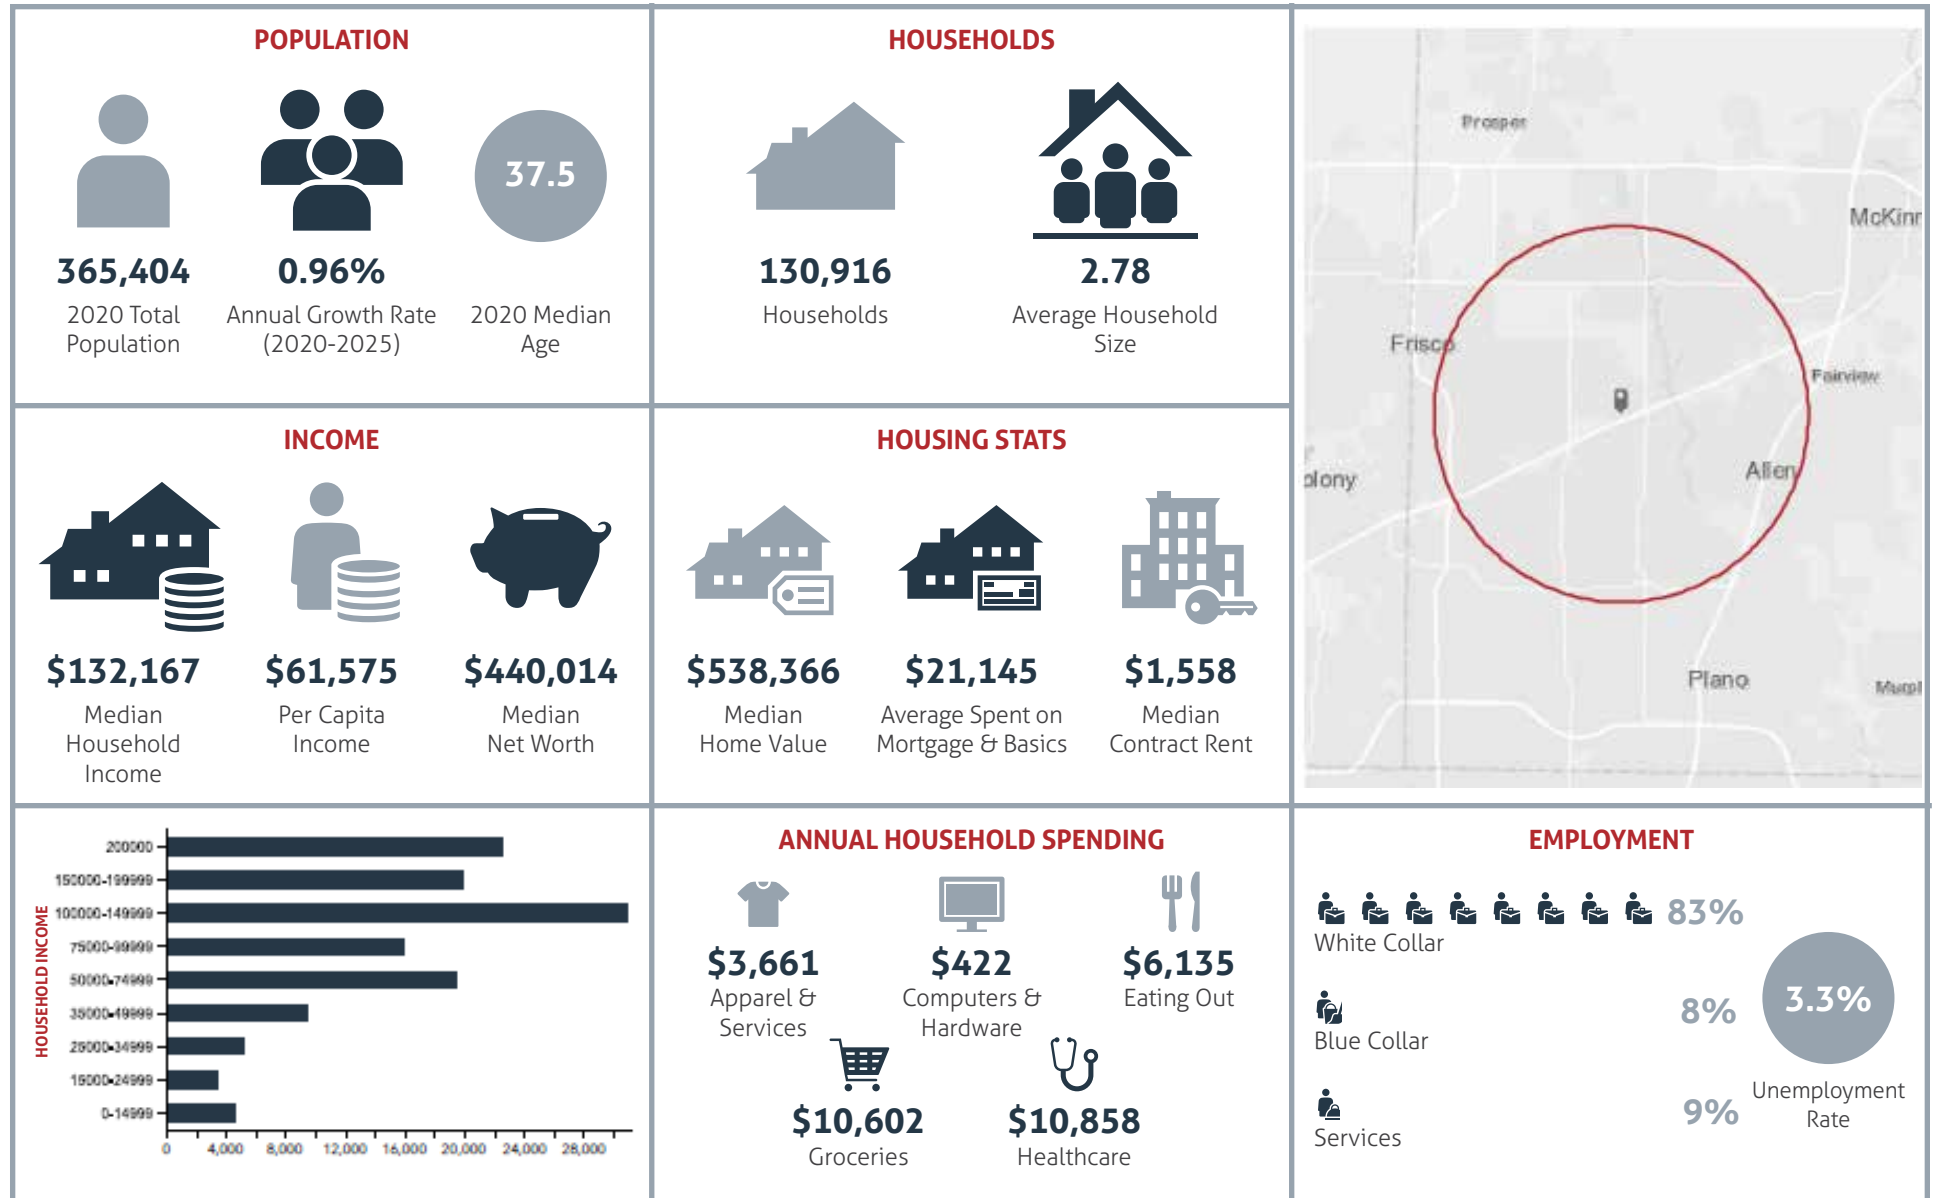 POPULATION
37.5
365,404
0.96%
2020 Total
Population
Annual Growth Rate
(2020-2025)
2020 Median
Age
HOUSEHOLDS
130,916
Households
2.78
Average Household
Size
Prosper
McKinn
Frisco
Fairview
Allen
olony
Plano
Murph
INCOME
$132,167
Median
Household
Income
$61,575
Per Capita
Income
$440,014
Median
Net Worth
HOUSING STATS
$538,366
Median
Home Value
$21,145
Average Spent on
Mortgage & Basics
$1,558
Median
Contract Rent
HOUSEHOLD INCOME
200000
150000-199999
100000-149999
75000-99999
50000-74999
35000-49999
25000-34999
15000-24999
0-14999
0 4,000 8,000 12,000 16,000 20,000 24,000 28,000
ANNUAL HOUSEHOLD SPENDING
$3,661
Apparel &
Services
$422
Computers &
Hardware
$6,135
Eating Out
$10,602
Groceries
$10,858
Healthcare
EMPLOYMENT
83%
White Collar
8%
Blue Collar
9%
Services
3.3%
Unemployment
Rate